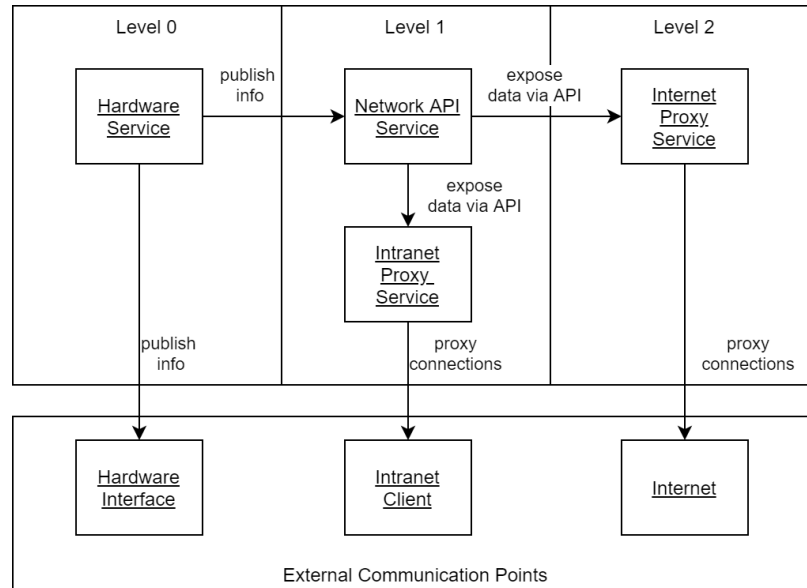 Level 0
Level 1
Level 2
Hardware
Service
publish
info
Network API
Service
expose
data via API
Internet
Proxy
Service
expose
data via API
Intranet
Proxy
Service
publish
info
proxy
connections
proxy
connections
Hardware
Interface
Intranet
Client
Internet
External Communication Points